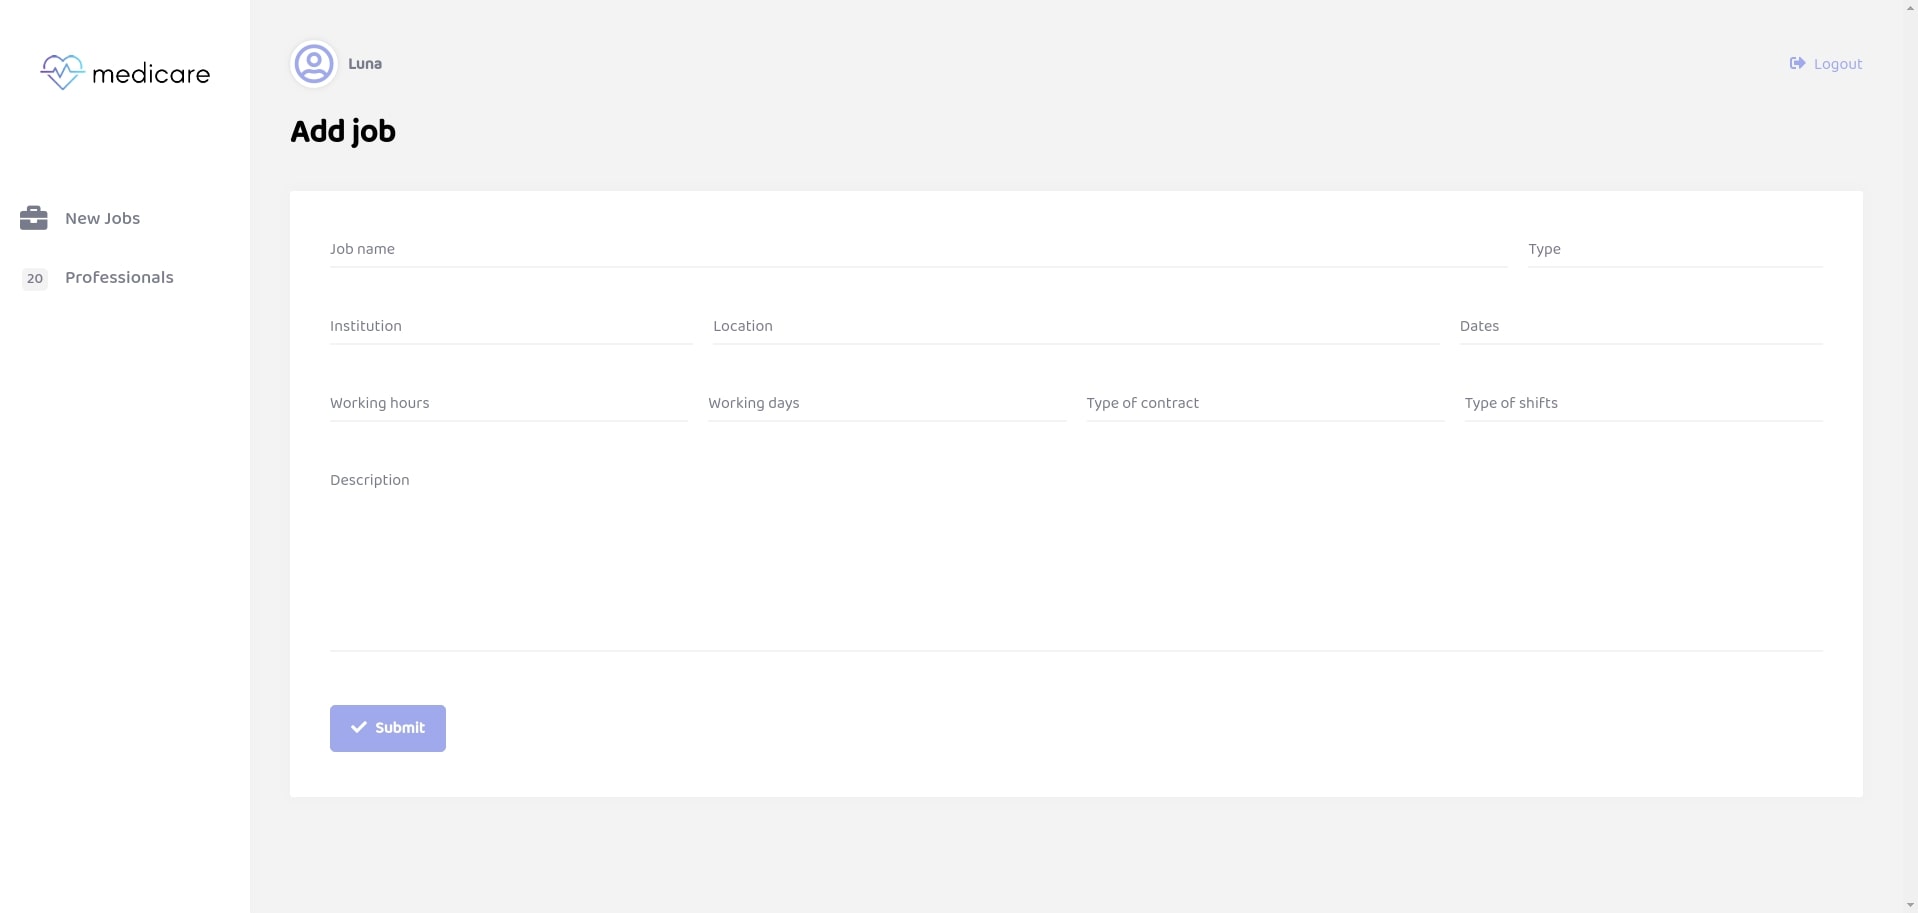 medicare
Luna
Logout
Add job
New Jobs
20 Professionals
Job name Type
Institution Location Dates
Working hours Working days Type of contract Type of shifts
Description
Submit